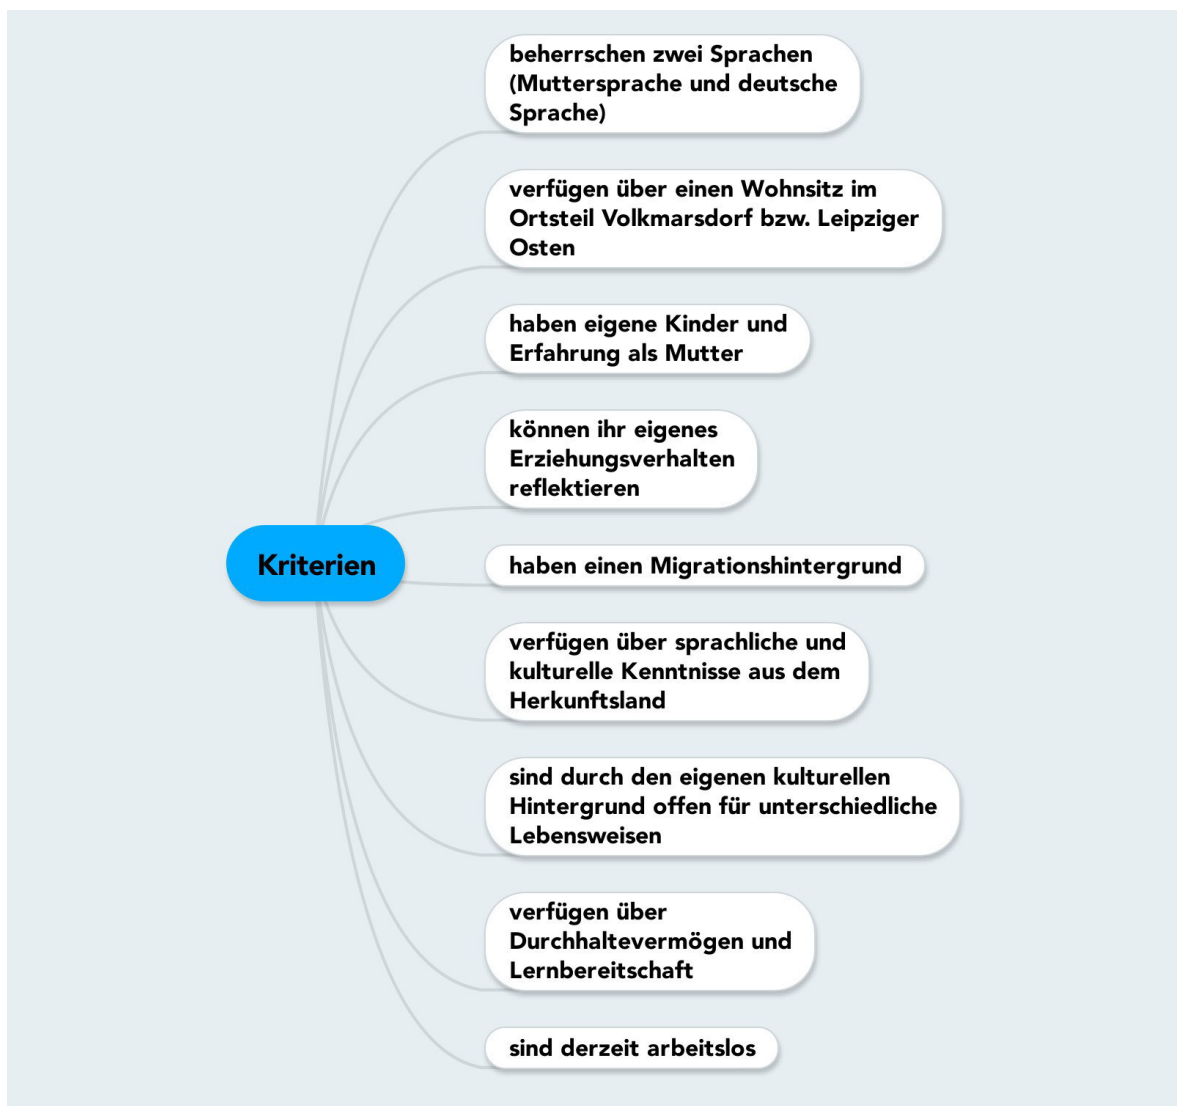 beherrschen zwei Sprachen
(Muttersprache und deutsche
Sprache)
verfügen über einen Wohnsitz im
Ortsteil Volkmarsdorf bzw. Leipziger
Osten
haben eigene Kinder und
Erfahrung als Mutter
können ihr eigenes
Erziehungsverhalten
reflektieren
Kriterien
haben einen Migrationshintergrund
verfügen über sprachliche und
kulturelle Kenntnisse aus dem
Herkunftsland
sind durch den eigenen kulturellen
Hintergrund offen für unterschiedliche
Lebensweisen
verfügen über
Durchhaltevermögen und
Lernbereitschaft
sind derzeit arbeitslos